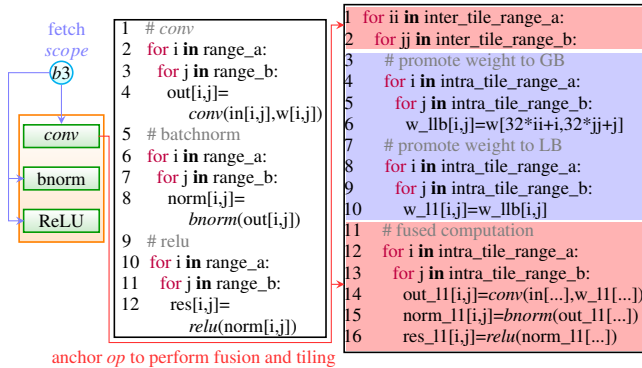 fetch
scope
b3
conv
bnorm
ReLU
1 # conv
2 for i in range_a:
3 for j in range_b:
4 out[i,j]=
conv(in[i,j),w[i,j])
5 # batchnorm
6 for i in range_a:
7 for j in range_b:
8 norm[i,j]=
bnorm(out[i,j])
9 # relu
10 for i in range_a:
11 for j in range_b:
12 res[i,j]=
relu(norm[i,j])
1 for ii in inter_tile_range_a:
2 for jj in inter_tile_range_b:
3 # promote weight to GB
4 for i in intra_tile_range_a:
5 for j in intra_tile_range_b:
6 w_llb[i,j]=w[32*ii+i,32*jj+j]
7 # promote weight to LB
8 for i in intra_tile_range_a:
9 for j in intra_tile_range_b:
10 w_l1[i,j]=w_llb[i,j]
11 # fused computation
12 for i in intra_tile_range_a:
13 for j in intra_tile_range_b:
14 out_l1[i,j]=conv(in[...],w_l1[...])
15 norm_l1[i,j]=bnorm(out_l1[...])
16 res_l1[i,j]=relu(norm_l1[...])
anchor op to perform fusion and tiling